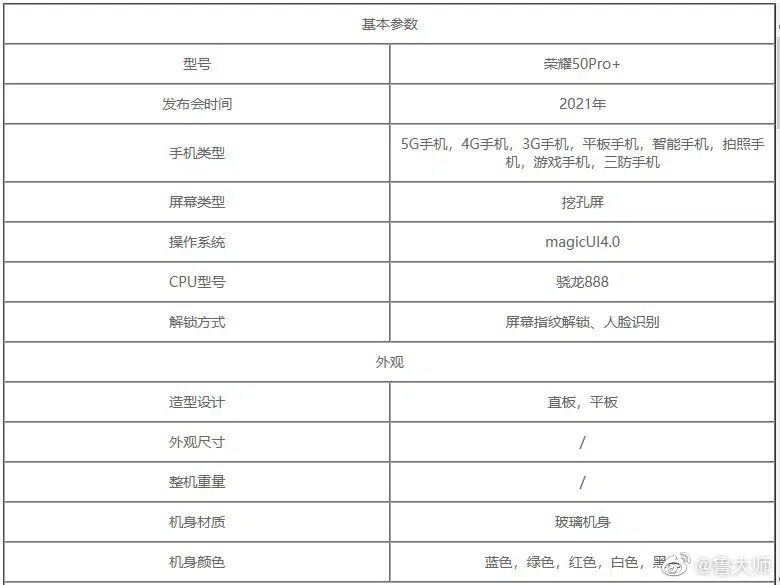 基本参数
型号 荣耀50Pro+
发布会时间 2021年
手机类型 5G手机，4G手机，3G手机，平板手机，智能手机，拍照手
机，游戏手机，三防手机
屏幕类型 挖孔屏
操作系统 magicUI4.0
CPU型号 骁龙888
解锁方式 屏幕指纹解锁、人脸识别
外观
造型设计 直板，平板
外观尺寸 /
整机重量 /
机身材质 玻璃机身
机身颜色 蓝色，绿色，红色，白色，黑
@鲁大师